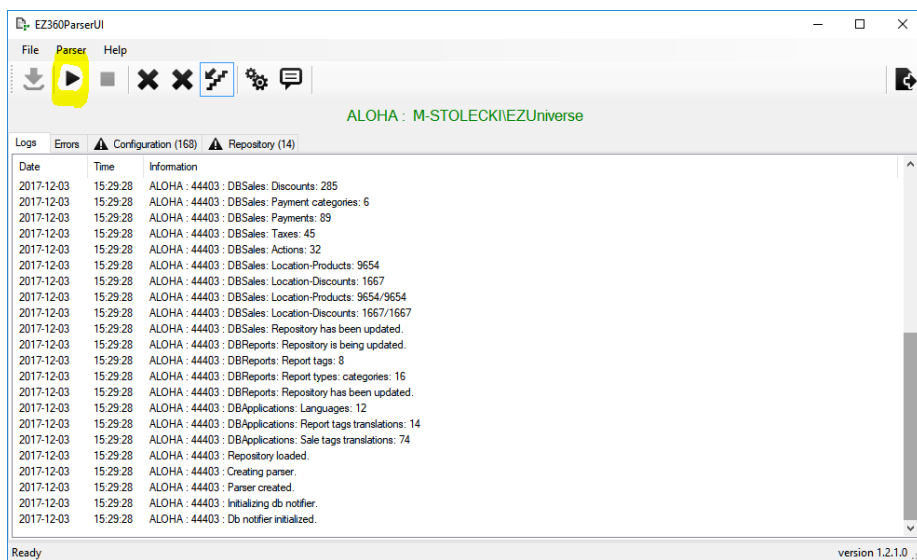 EZ360ParserUI
File Parser Help
ALOHA : M-STOLECKI\EZUniverse
Logs Errors Configuration (168) Repository (14)
Date Time Information
2017-12-03 15:29:28 ALOHA : 44403 : DBSales: Discounts: 285
2017-12-03 15:29:28 ALOHA : 44403 : DBSales: Payment categories: 6
2017-12-03 15:29:28 ALOHA : 44403 : DBSales: Payments: 89
2017-12-03 15:29:28 ALOHA : 44403 : DBSales: Taxes: 45
2017-12-03 15:29:28 ALOHA : 44403 : DBSales: Actions: 32
2017-12-03 15:29:28 ALOHA : 44403 : DBSales: Location-Products: 9654
2017-12-03 15:29:28 ALOHA : 44403 : DBSales: Location-Discounts: 1667
2017-12-03 15:29:28 ALOHA : 44403 : DBSales: Location-Products: 9654/9654
2017-12-03 15:29:28 ALOHA : 44403 : DBSales: Location-Discounts: 1667/1667
2017-12-03 15:29:28 ALOHA : 44403 : DBSales: Repository has been updated.
2017-12-03 15:29:28 ALOHA : 44403 : DBReports: Repository is being updated.
2017-12-03 15:29:28 ALOHA : 44403 : DBReports: Report tags: 8
2017-12-03 15:29:28 ALOHA : 44403 : DBReports: Report types: categories: 16
2017-12-03 15:29:28 ALOHA : 44403 : DBReports: Repository has been updated.
2017-12-03 15:29:28 ALOHA : 44403 : DBApplications: Languages: 12
2017-12-03 15:29:28 ALOHA : 44403 : DBApplications: Report tags translations: 14
2017-12-03 15:29:28 ALOHA : 44403 : DBApplications: Sale tags translations: 74
2017-12-03 15:29:28 ALOHA : 44403 : Repository loaded.
2017-12-03 15:29:28 ALOHA : 44403 : Creating parser.
2017-12-03 15:29:28 ALOHA : 44403 : Parser created.
2017-12-03 15:29:28 ALOHA : 44403 : Initializing db notifier.
2017-12-03 15:29:28 ALOHA : 44403 : Db notifier initialized.
Ready version 1.2.1.0